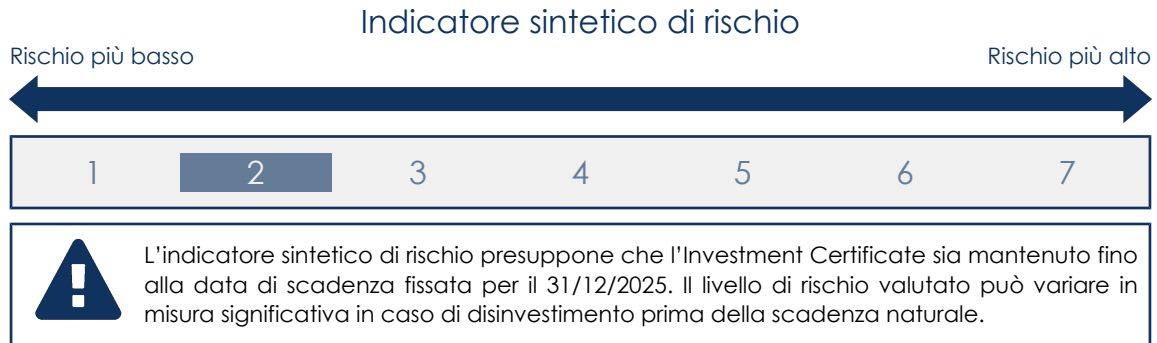 Indicatore sintetico di rischio
Rischio più basso
Rischio più alto
1 2 3 4 5 6 7
L'indicatore sintetico di rischio presuppone che l'Investment Certificate sia mantenuto fino
alla data di scadenza fissata per il 31/12/2025. Il livello di rischio valutato può variare in
misura significativa in caso di disinvestimento prima della scadenza naturale.